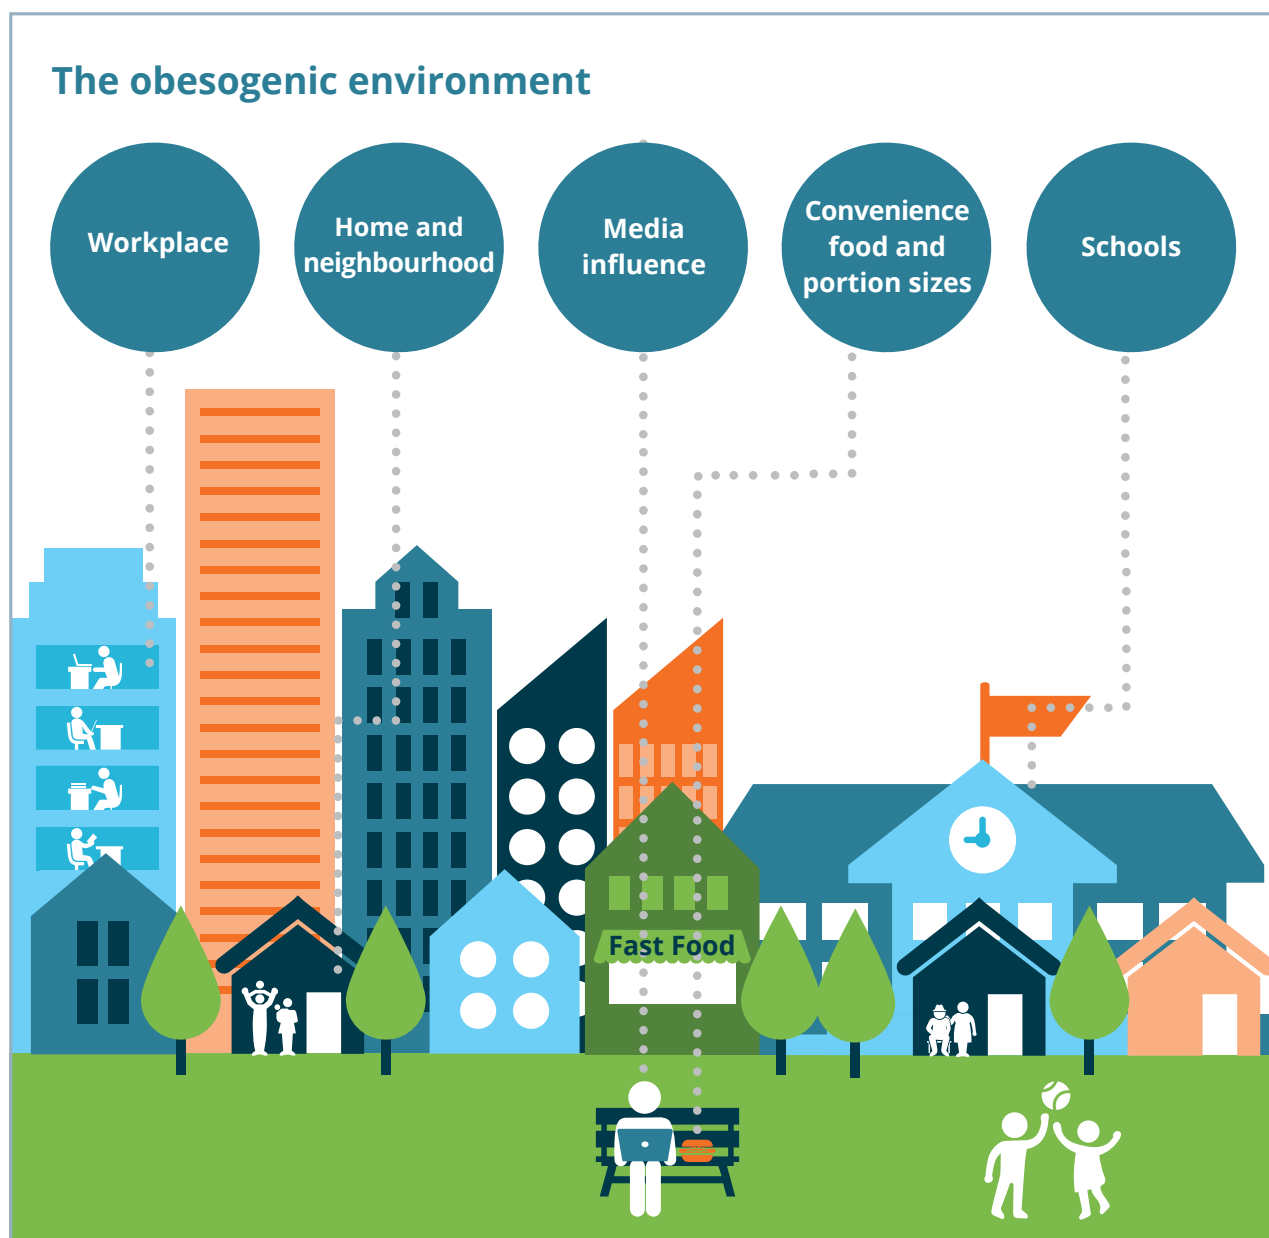 The obesogenic environment
Workplace
Home and
neighbourhood
Media
influence
Convenience
food and
portion sizes
Schools
Fast Food